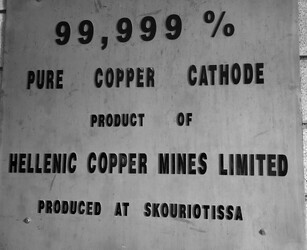 99,999 %
PURE COPPER CATHODE
PRODUCT OF
HELLENIC COPPER MINES LIMITED
PRODUCED AT SKOURIOTISSA